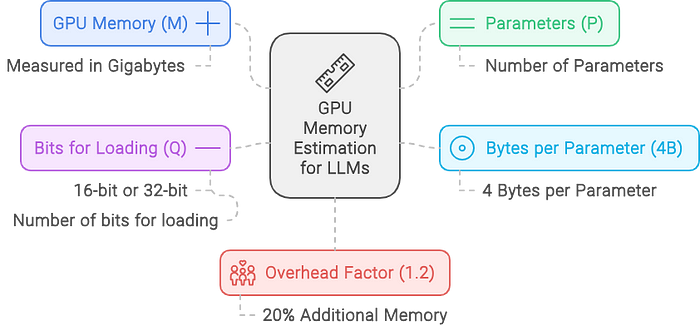 GPU Memory (M)
Measured in Gigabytes
Parameters (P)
Number of Parameters
GPU
Memory
Estimation
for LLMs
Bits for Loading (Q)
16-bit or 32-bit
Number of bits for loading
Bytes per Parameter (4B)
4 Bytes per Parameter
Overhead Factor (1.2)
20% Additional Memory